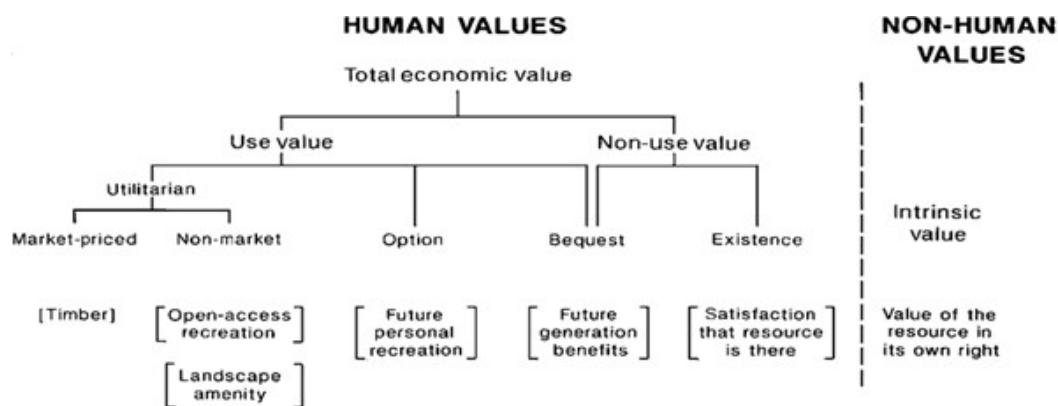 HUMAN VALUES
NON-HUMAN
VALUES
Total economic value
Use value
Non-use value
Utilitarian
Market-priced
Non-market
Option
Bequest
Existence
Intrinsic
value
[Timber]
[Open-access
recreation]
[Landscape
amenity]
[Future
personal
recreation]
[Future
generation
benefits]
[Satisfaction
that resource
is there]
Value of the
resource in
its own right